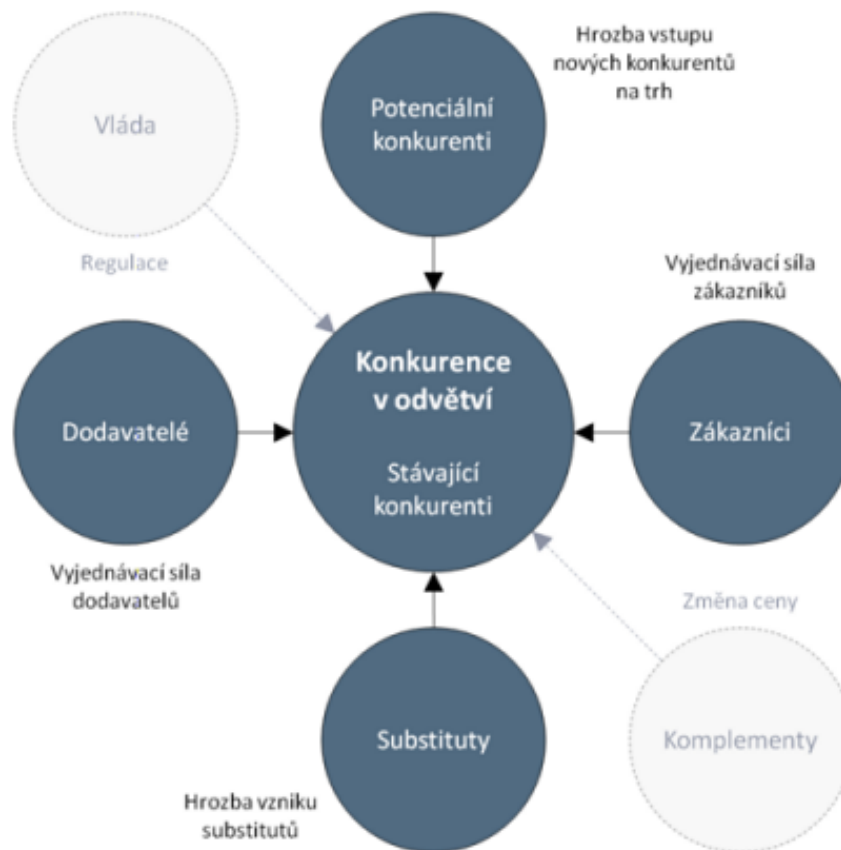 Hrozba vstupu
nových konkurentů
na trh
Potenciální
konkurenti
Vláda
Regulace
Vyjednávací síla
zákazníků
Konkurence
v odvětví
Stávající
konkurenti
Dodavatelé
Zákazníci
Vyjednávací síla
dodavatelů
Změna ceny
Substituty
Komplementy
Hrozba vzniku
substitutů